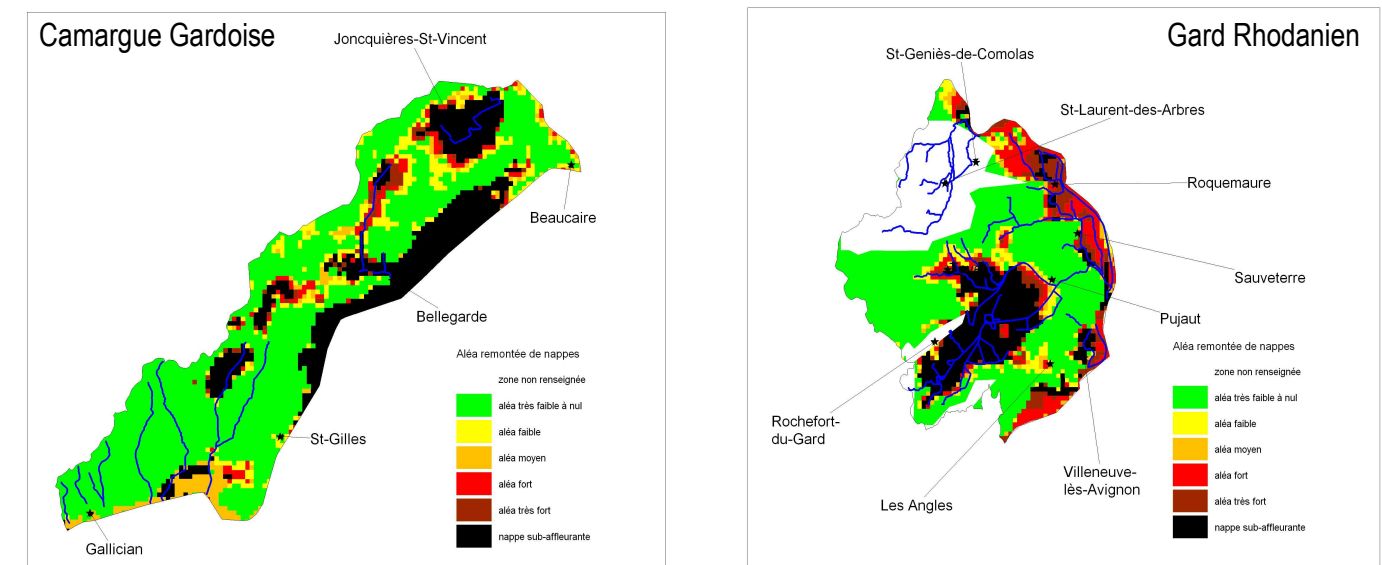 Camargue Gardoise
Joncquières-St-Vincent
Beaucaire
Bellegarde
St-Gilles
Gallician
Aléa remontée de nappes
zone non renseignée
aléa très faible à nul
aléa faible
aléa moyen
aléa fort
aléa très fort
nappe sub-affleurante
Gard Rhodanien
St-Geniès-de-Comolas
St-Laurent-des-Arbres
Roquemaure
Sauveterre
Pujaut
Rochefort-
du-Gard
Les Angles
Villeneuve-
lès-Avignon
Aléa remontée de nappes
zone non renseignée
aléa très faible à nul
aléa faible
aléa moyen
aléa fort
aléa très fort
nappe sub-affleurante